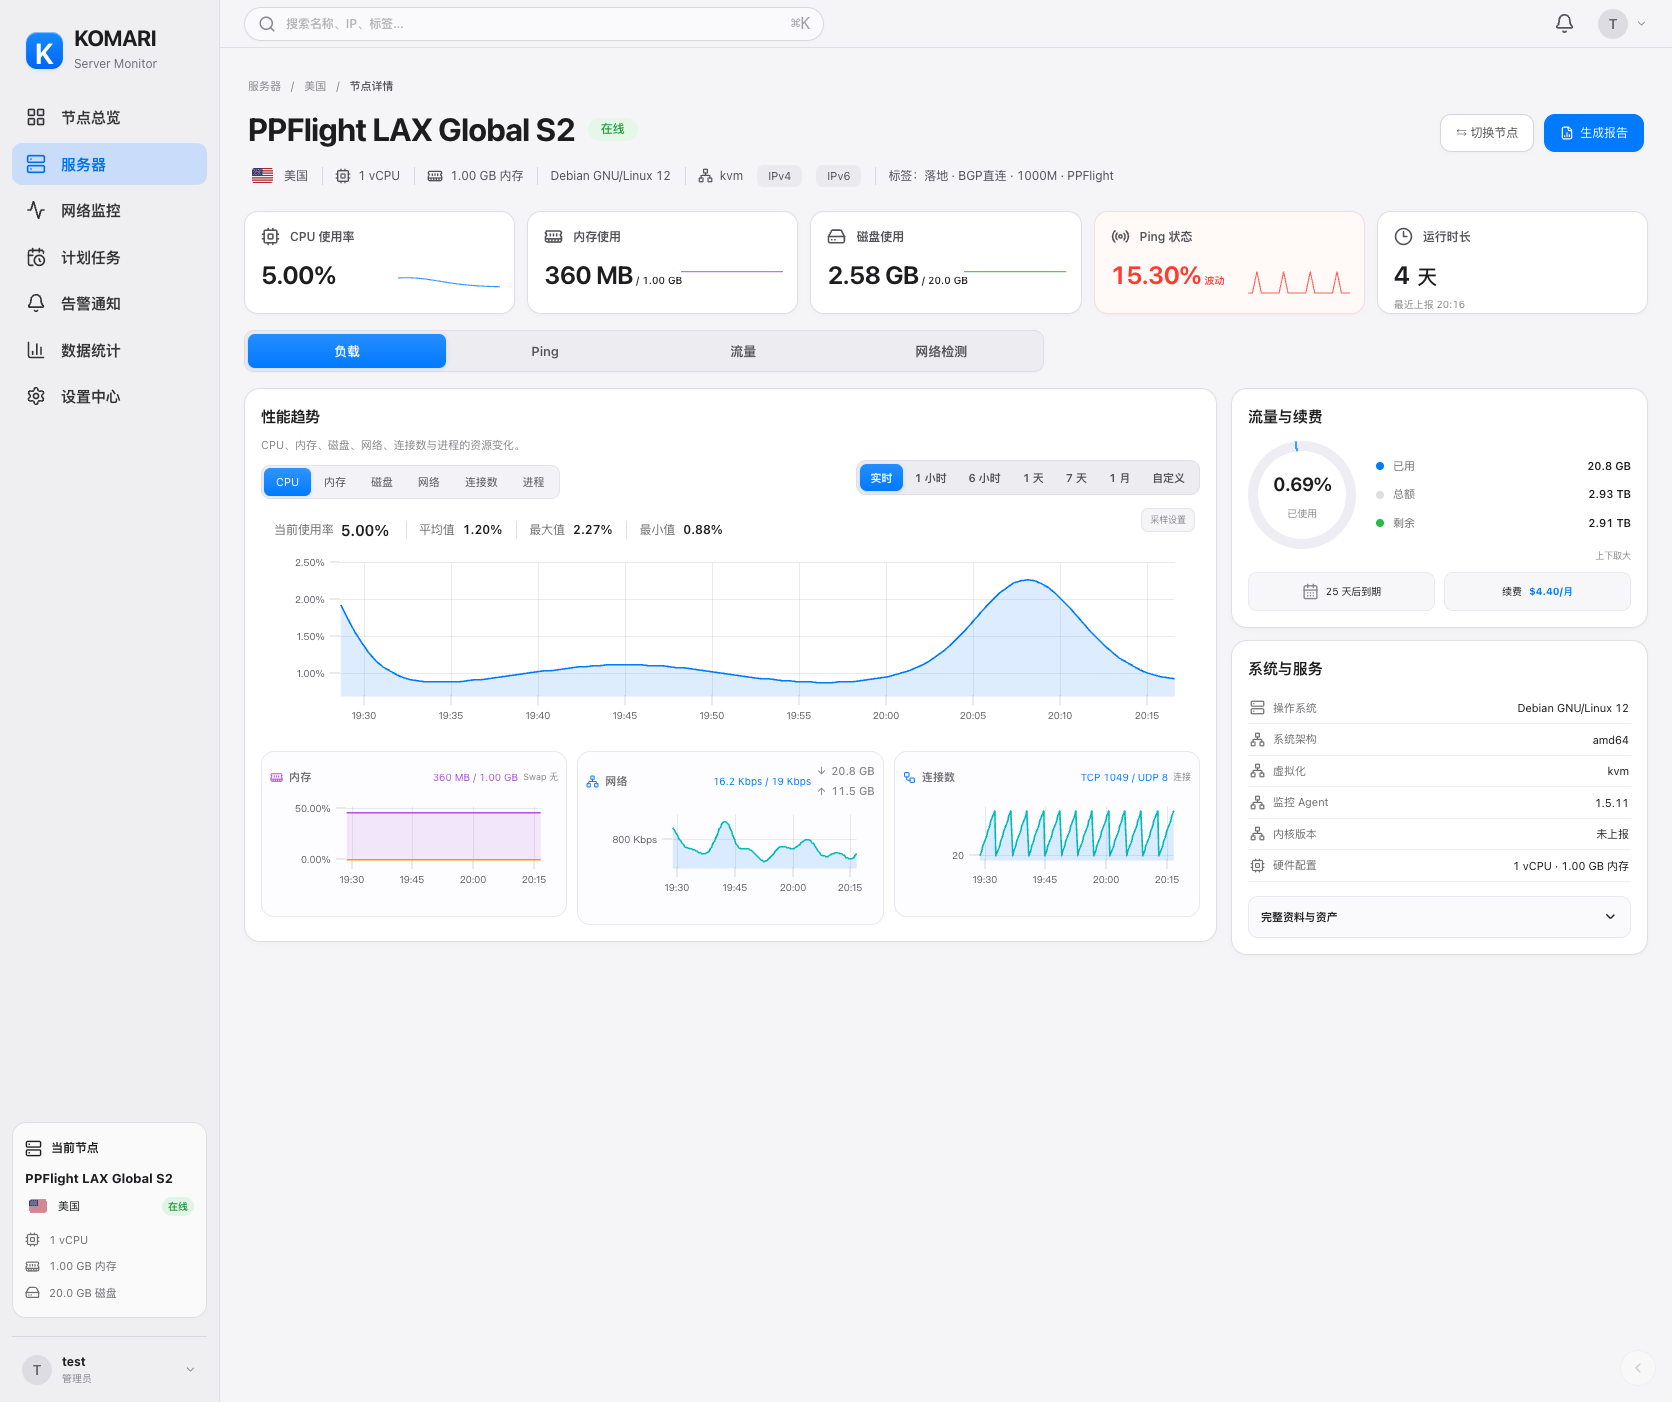 KOMARI
Server Monitor
节点总览
服务器
网络监控
计划任务
告警通知
数据统计
设置中心
当前节点
PPFlight LAX Global S2
美国 在线
1 vCPU
1.00 GB 内存
20.0 GB 磁盘
T test
管理员
搜索名称、IP、标签... ⌘K
T
服务器 / 美国 / 节点详情
PPFlight LAX Global S2 在线
⇆ 切换节点 生成报告
美国 1 vCPU 1.00 GB 内存 Debian GNU/Linux 12 kvm IPv4 IPv6 标签：落地 · BGP直连 · 1000M · PPFlight
CPU 使用率
5.00%
内存使用
360 MB / 1.00 GB
磁盘使用
2.58 GB / 20.0 GB
Ping 状态
15.30% 波动
运行时长
4 天
最近上报 20:16
负载 Ping 流量 网络检测
性能趋势
CPU、内存、磁盘、网络、连接数与进程的资源变化。
CPU 内存 磁盘 网络 连接数 进程
实时 1 小时 6 小时 1 天 7 天 1 月 自定义
当前使用率 5.00% 平均值 1.20% 最大值 2.27% 最小值 0.88%
采样设置
2.50%
2.00%
1.50%
1.00%
19:30 19:35 19:40 19:45 19:50 19:55 20:00 20:05 20:10 20:15
内存 360 MB / 1.00 GB Swap 无
50.00%
0.00%
19:30 19:45 20:00 20:15
网络 16.2 Kbps / 19 Kbps ↓ 20.8 GB
↑ 11.5 GB
800 Kbps
19:30 19:45 20:00 20:15
连接数 TCP 1049 / UDP 8 连接
20
19:30 19:45 20:00 20:15
流量与续费
0.69%
已使用
已用 20.8 GB
总额 2.93 TB
剩余 2.91 TB
上下取大
25 天后到期
续费 $4.40/月
系统与服务
操作系统 Debian GNU/Linux 12
系统架构 amd64
虚拟化 kvm
监控 Agent 1.5.11
内核版本 未上报
硬件配置 1 vCPU · 1.00 GB 内存
完整资料与资产